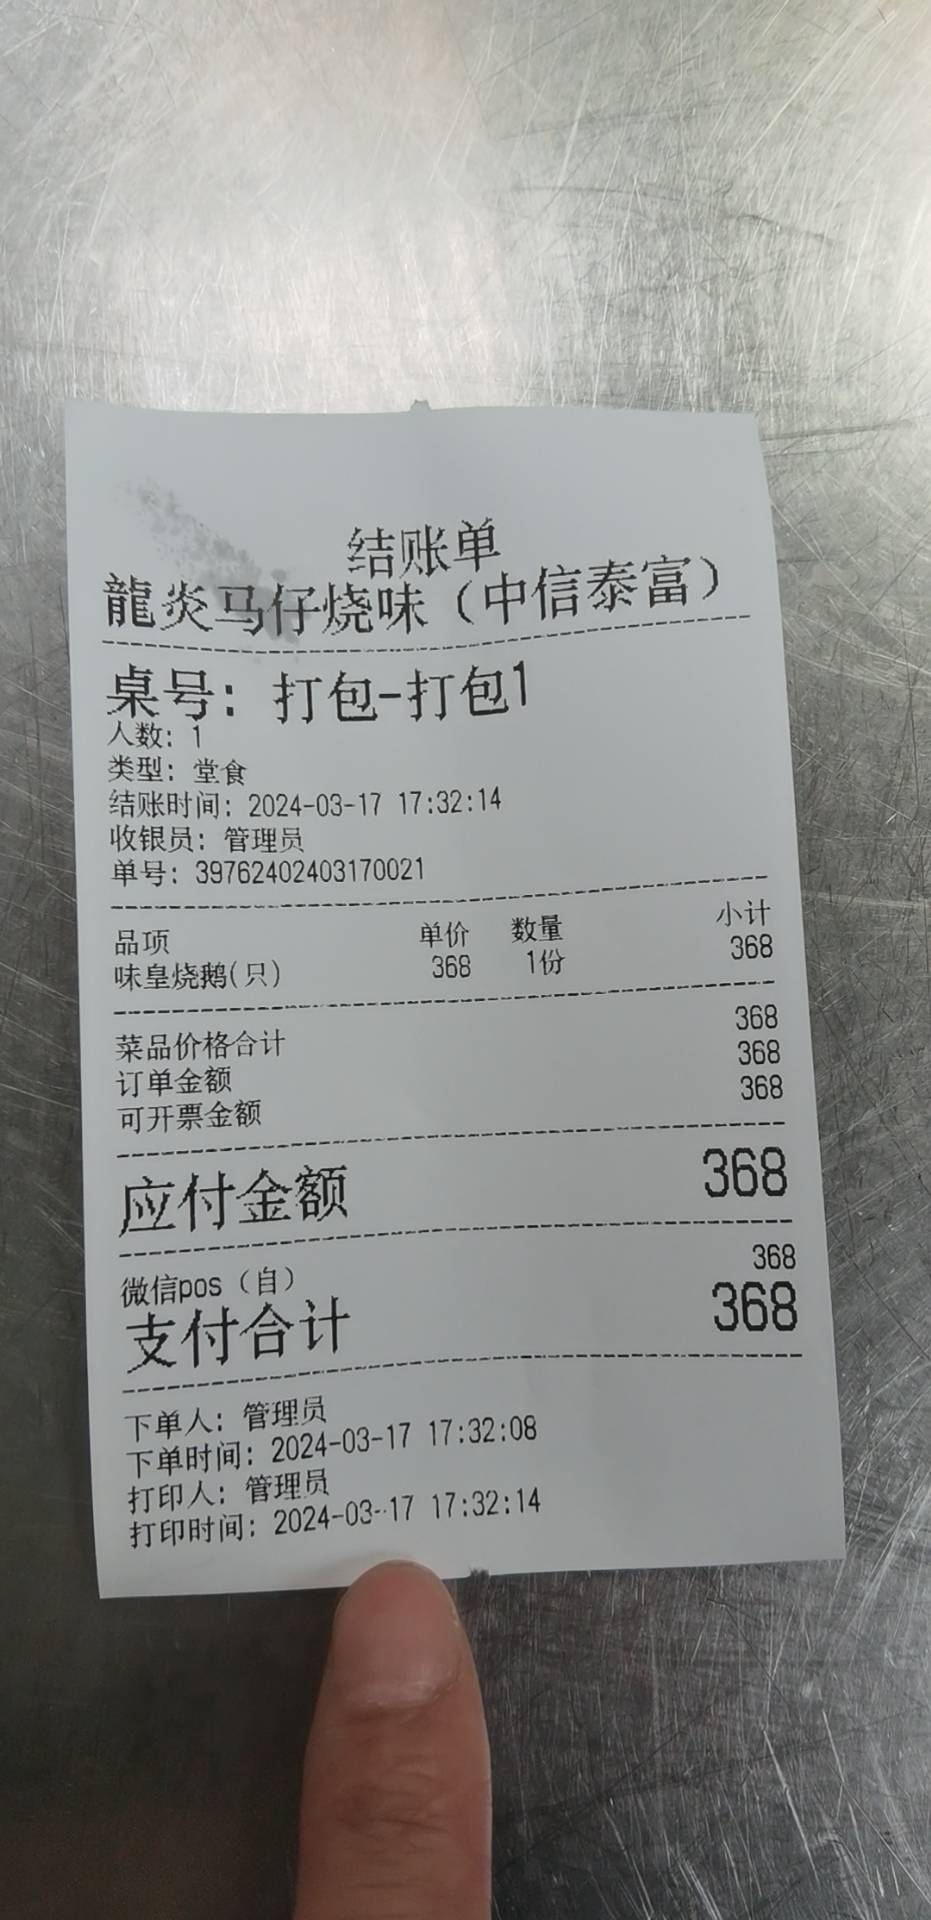 结账单
龍炎马仔烧味（中信泰富）
桌号: 打包-打包1
人数: 1
类型: 堂食
结账时间: 2024-03-17 17:32:14
收银员: 管理员
单号: 39762402403170021
品项 单价 数量 小计
味皇烧鹅(只) 368 1份 368
菜品价格合计 368
订单金额 368
可开票金额 368
应付金额 368
微信pos（自） 368
支付合计 368
下单人: 管理员
下单时间: 2024-03-17 17:32:08
打印人: 管理员
打印时间: 2024-03-17 17:32:14